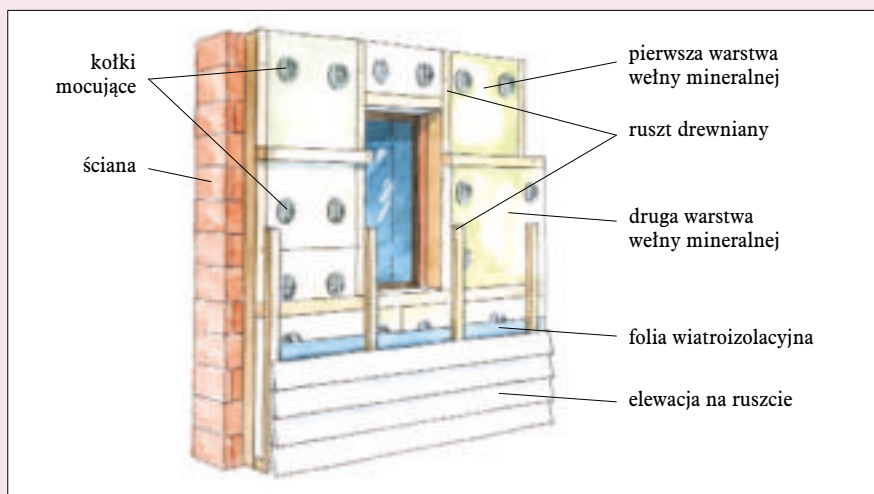 kołki
mocujące
ściana
pierwsza warstwa
wełny mineralnej
ruszt drewniany
druga warstwa
wełny mineralnej
folia wiatroizolacyjna
elewacja na ruszcie